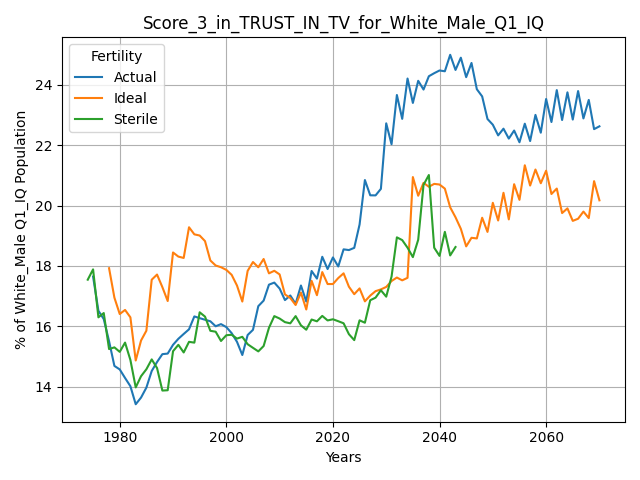 Score_3_in_TRUST_IN_TV_for_White_Male_Q1_IQ
Fertility
Actual
Ideal
Sterile
% of White_Male Q1_IQ Population
24
22
20
18
16
14
1980
2000
2020
2040
2060
Years